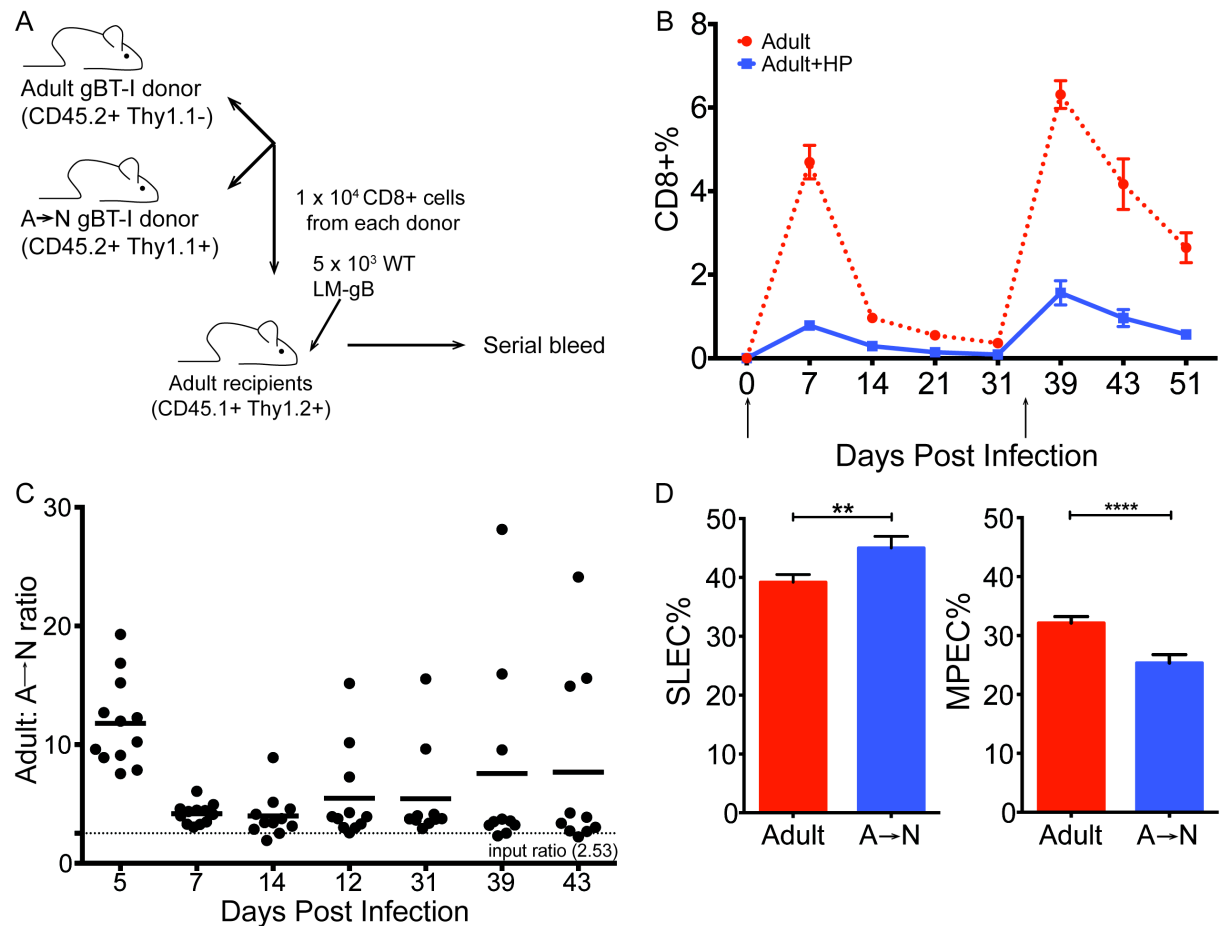 A
Adult gBT-I donor
(CD45.2+ Thy1.1-)
A→N gBT-I donor
(CD45.2+ Thy1.1+)
1 x 10⁴ CD8+ cells
from each donor
5 x 10³ WT
LM-gB
Adult recipients
(CD45.1+ Thy1.2+)
Serial bleed
B
Adult
Adult+HP
CD8+%
8
6
4
2
0
0 7 14 21 31 39 43 51
Days Post Infection
C
Adult: A→N ratio
30
20
10
0
input ratio (2.53)
5 7 14 12 31 39 43
Days Post Infection
D
SLEC%
50
40
30
20
10
0
**
Adult A→N
MPEC%
50
40
30
20
10
0
****
Adult A→N